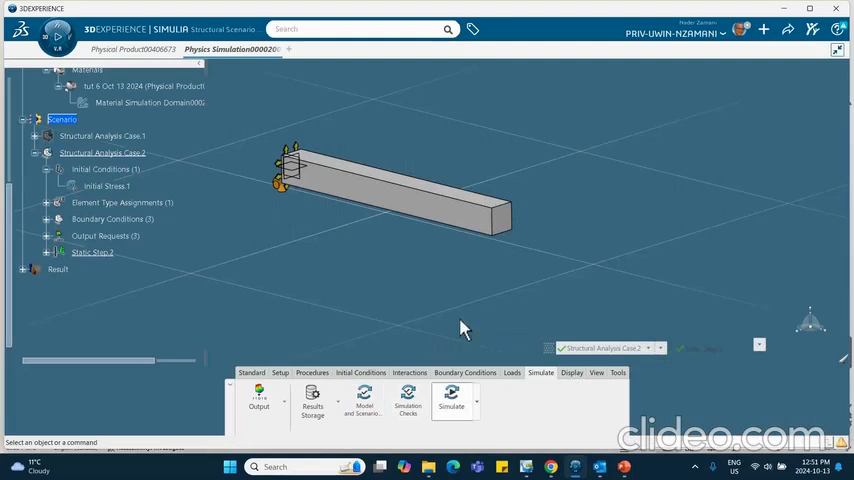 3DEXPERIENCE | SIMULIA Structural Scenario ...
Search
Nader Zamani
PRIV-UWIN-NZAMANI
3D
V.R
Physical Product00406673
Physics Simulation0000200
Materials
tut 6 Oct 13 2024 (Physical Product0
Material Simulation Domain0002
Scenario
Structural Analysis Case.1
Structural Analysis Case.2
Initial Conditions (1)
Initial Stress.1
Element Type Assignments (1)
Boundary Conditions (3)
Output Requests (3)
Static Step.2
Result
Structural Analysis Case.2
Standard Setup Procedures Initial Conditions Interactions Boundary Conditions Loads Simulate Display View Tools
Output
Results Storage
Model and Scenario...
Simulation Checks
Simulate
Select an object or a command
clideo.com
11°C
Cloudy
Search
ENG
US
12:51 PM
2024-10-13